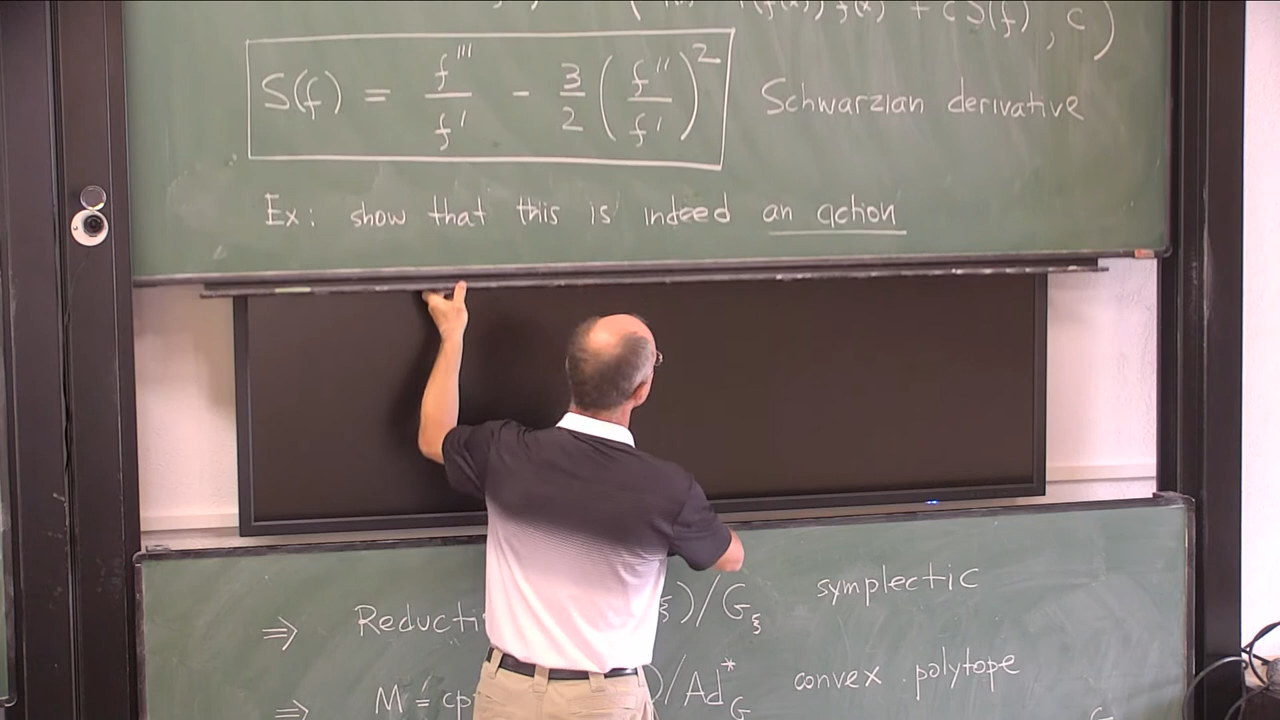 f(x) + c S(f), c)
S(f) = f'''/f' - 3/2 (f''/f')^2 Schwarzian derivative
Ex: show that this is indeed an action
⇒ Reducti ξ)/G_ξ symplectic
⇒ M = cp )/Ad*_G convex polytope